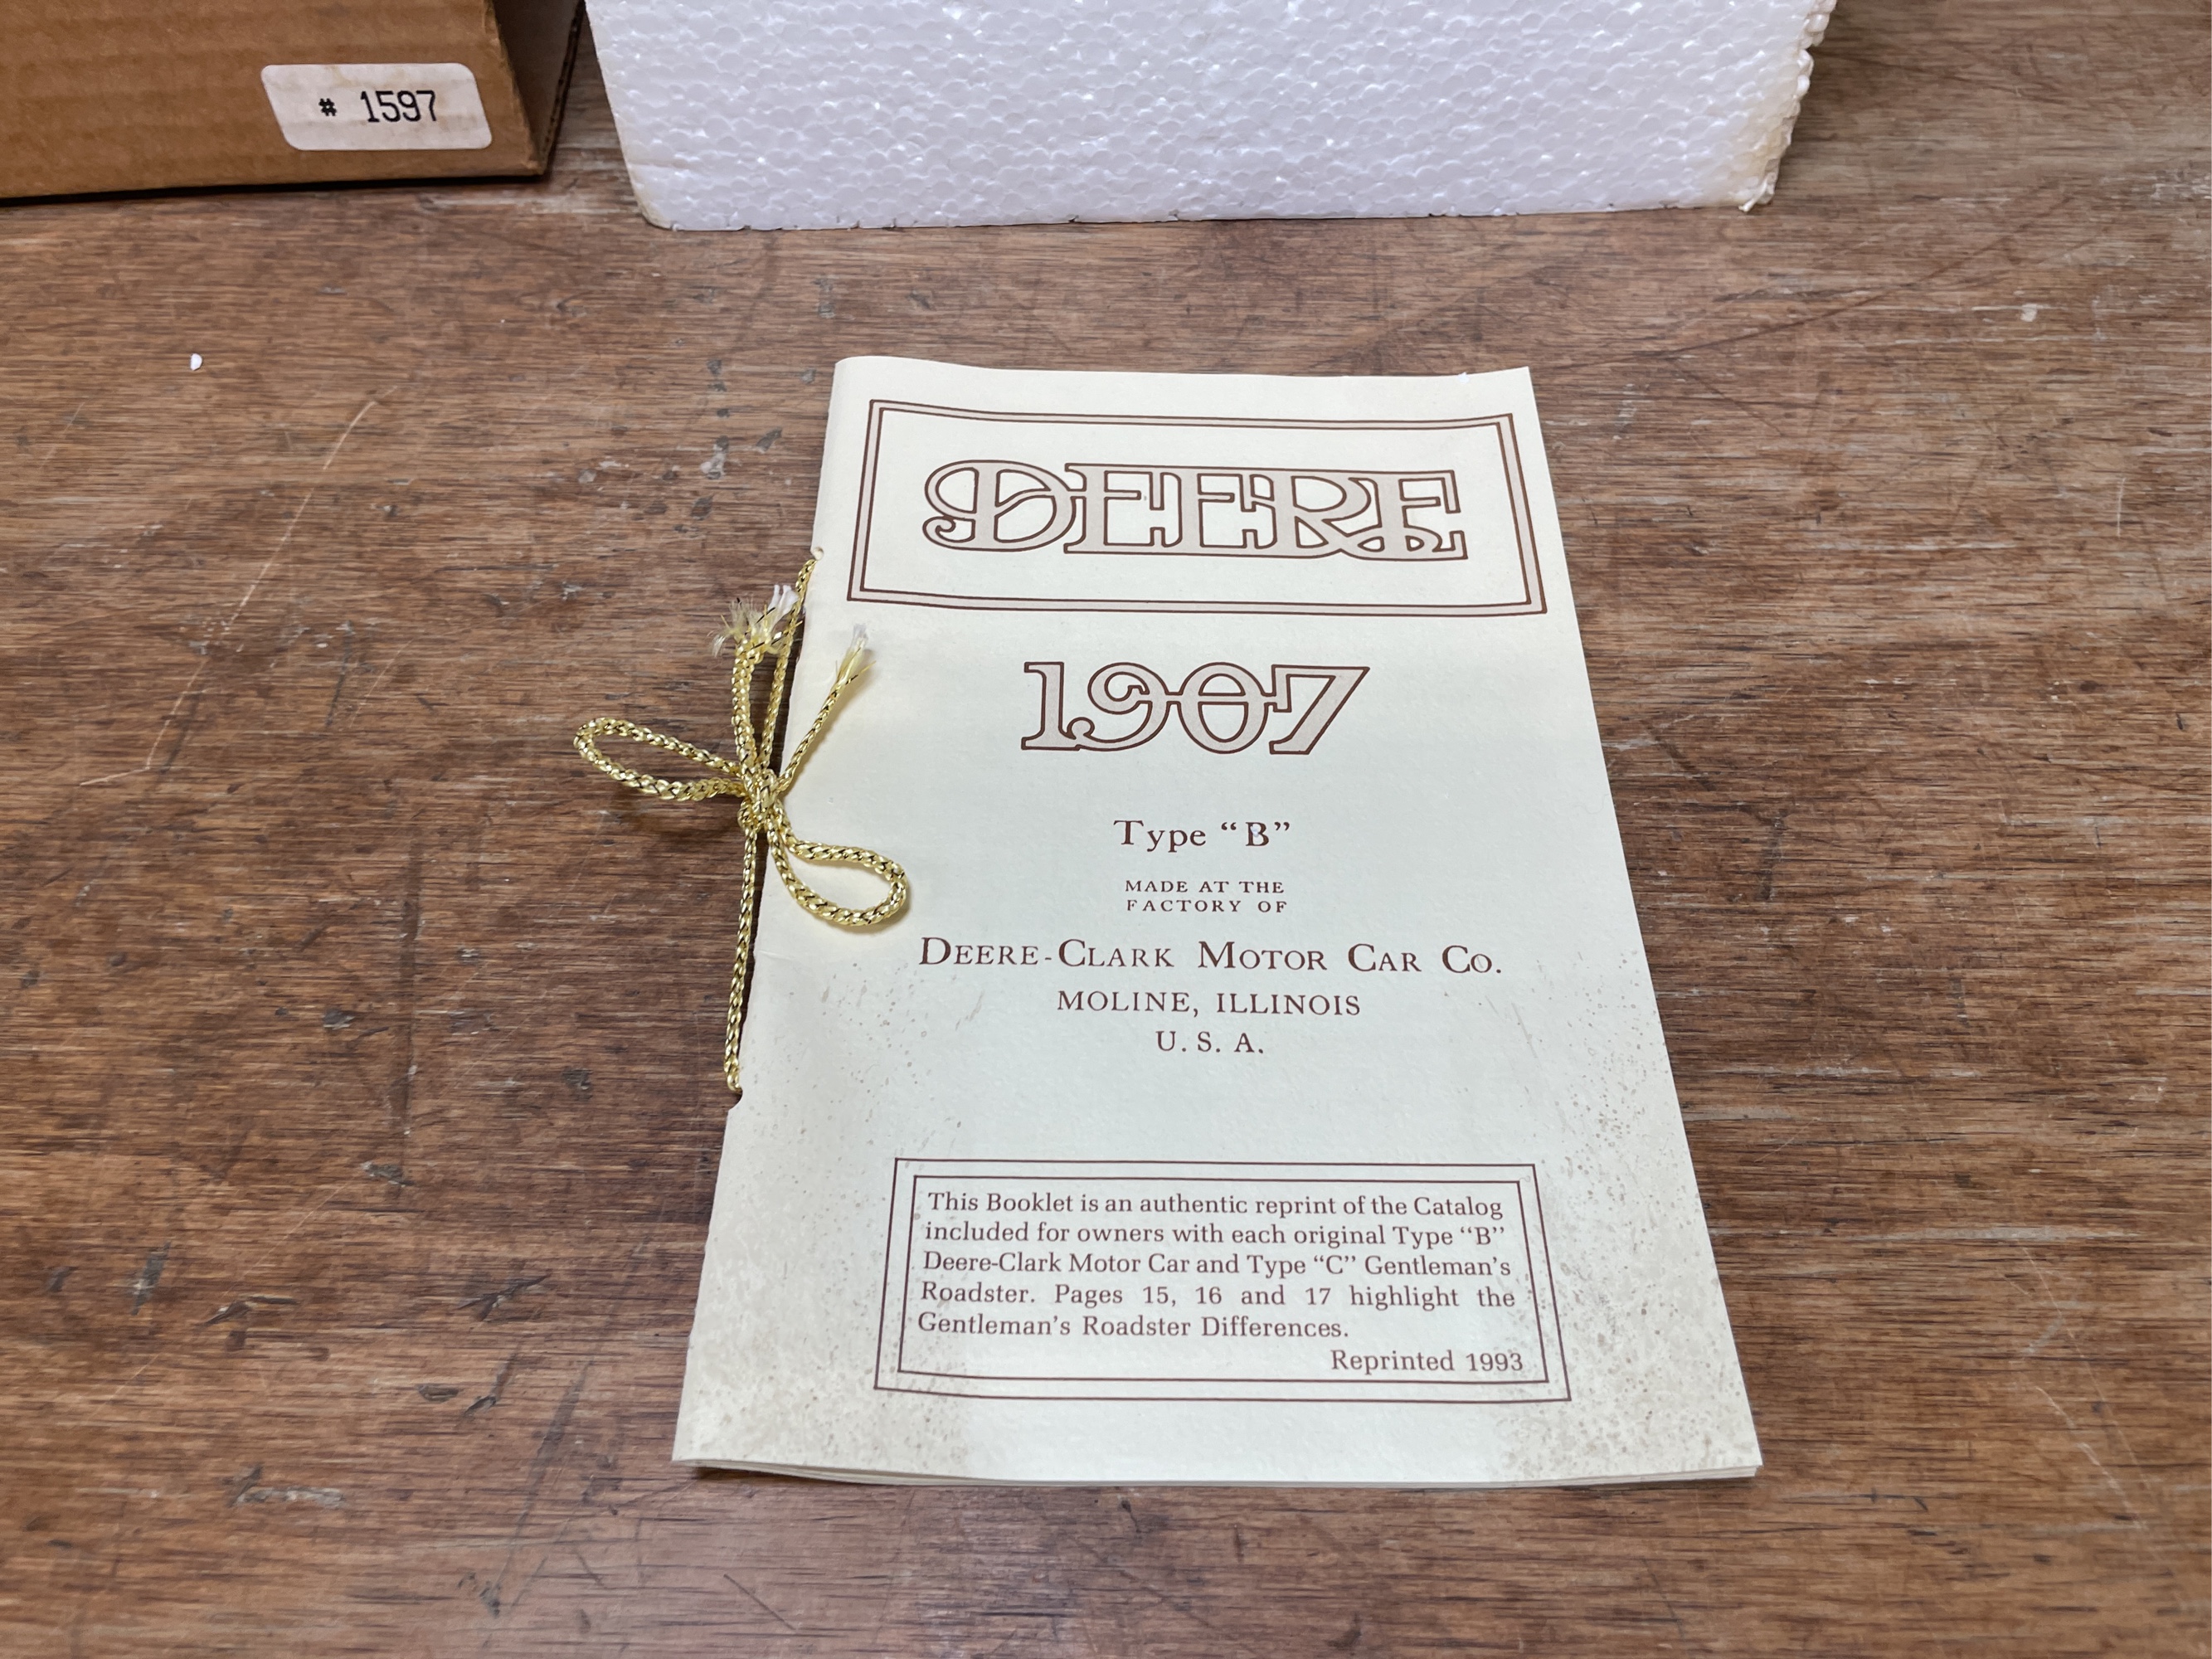 # 1597
DEERE
1907
Type “B”
MADE AT THE
FACTORY OF
DEERE-CLARK MOTOR CAR CO.
MOLINE, ILLINOIS
U. S. A.
This Booklet is an authentic reprint of the Catalog
included for owners with each original Type “B”
Deere-Clark Motor Car and Type “C” Gentleman’s
Roadster. Pages 15, 16 and 17 highlight the
Gentleman’s Roadster Differences.
Reprinted 1993